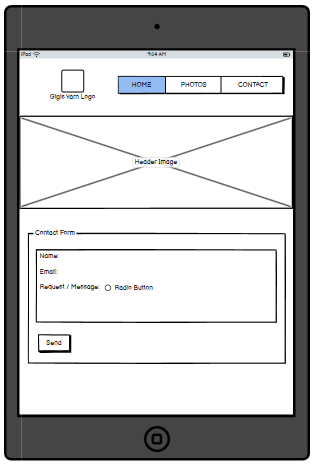 iPad 9:04 AM
Gigis Yarn Logo
HOME PHOTOS CONTACT
Header Image
Contact Form
Name:
Email:
Request / Message: Radio Button
Send